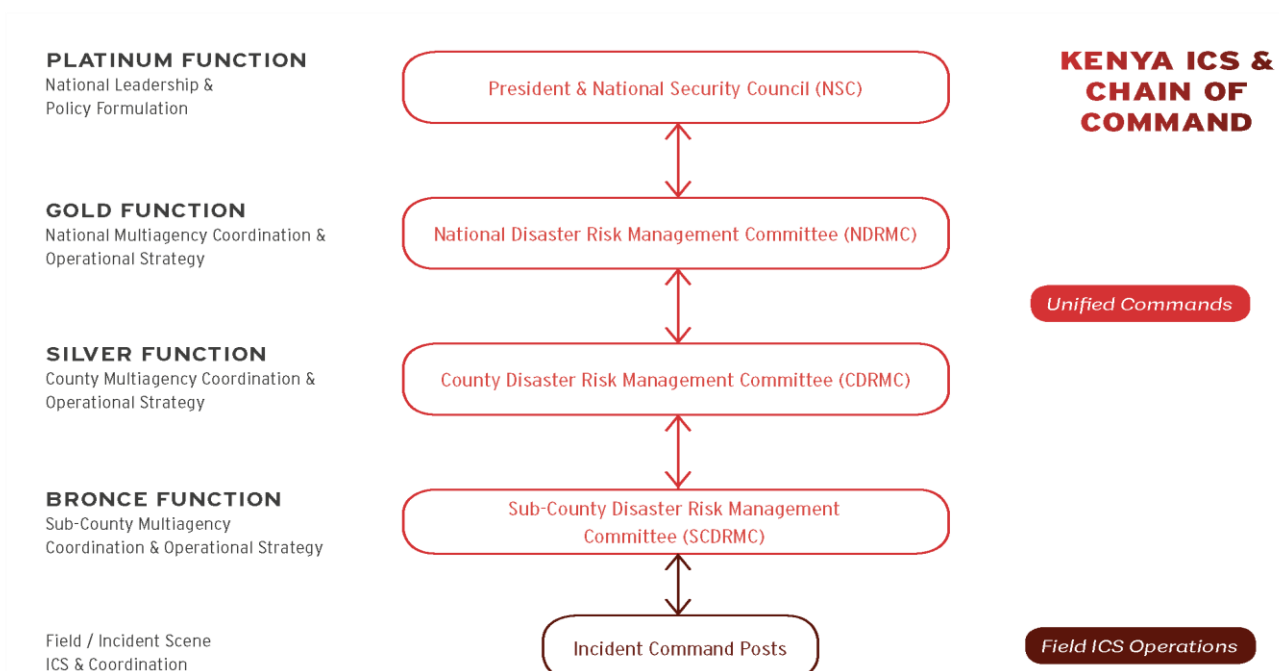 PLATINUM FUNCTION
National Leadership &
Policy Formulation
President & National Security Council (NSC)
KENYA ICS &
CHAIN OF
COMMAND
GOLD FUNCTION
National Multiagency Coordination &
Operational Strategy
National Disaster Risk Management Committee (NDRMC)
Unified Commands
SILVER FUNCTION
County Multiagency Coordination &
Operational Strategy
County Disaster Risk Management Committee (CDRMC)
BRONCE FUNCTION
Sub-County Multiagency
Coordination & Operational Strategy
Sub-County Disaster Risk Management
Committee (SCDRMC)
Field / Incident Scene
ICS & Coordination
Incident Command Posts
Field ICS Operations